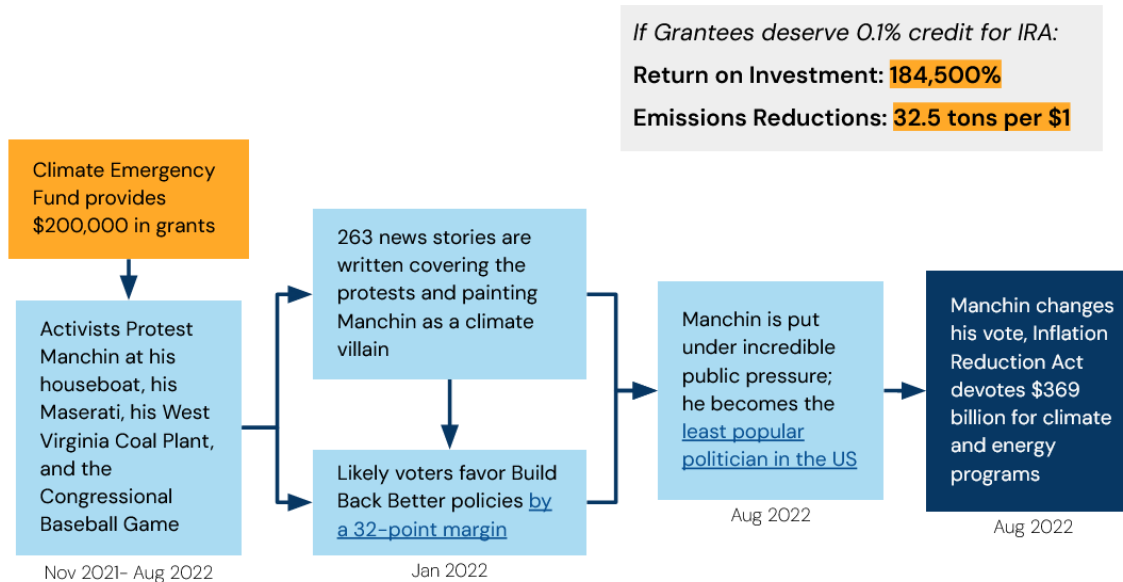 If Grantees deserve 0.1% credit for IRA:
Return on Investment: 184,500%
Emissions Reductions: 32.5 tons per $1
Climate Emergency
Fund provides
$200,000 in grants
Activists Protest
Manchin at his
houseboat, his
Maserati, his West
Virginia Coal Plant,
and the
Congressional
Baseball Game
Nov 2021- Aug 2022
263 news stories are
written covering the
protests and painting
Manchin as a climate
villain
Likely voters favor Build
Back Better policies by
a 32-point margin
Jan 2022
Manchin is put
under incredible
public pressure;
he becomes the
least popular
politician in the US
Aug 2022
Manchin changes
his vote, Inflation
Reduction Act
devotes $369
billion for climate
and energy
programs
Aug 2022